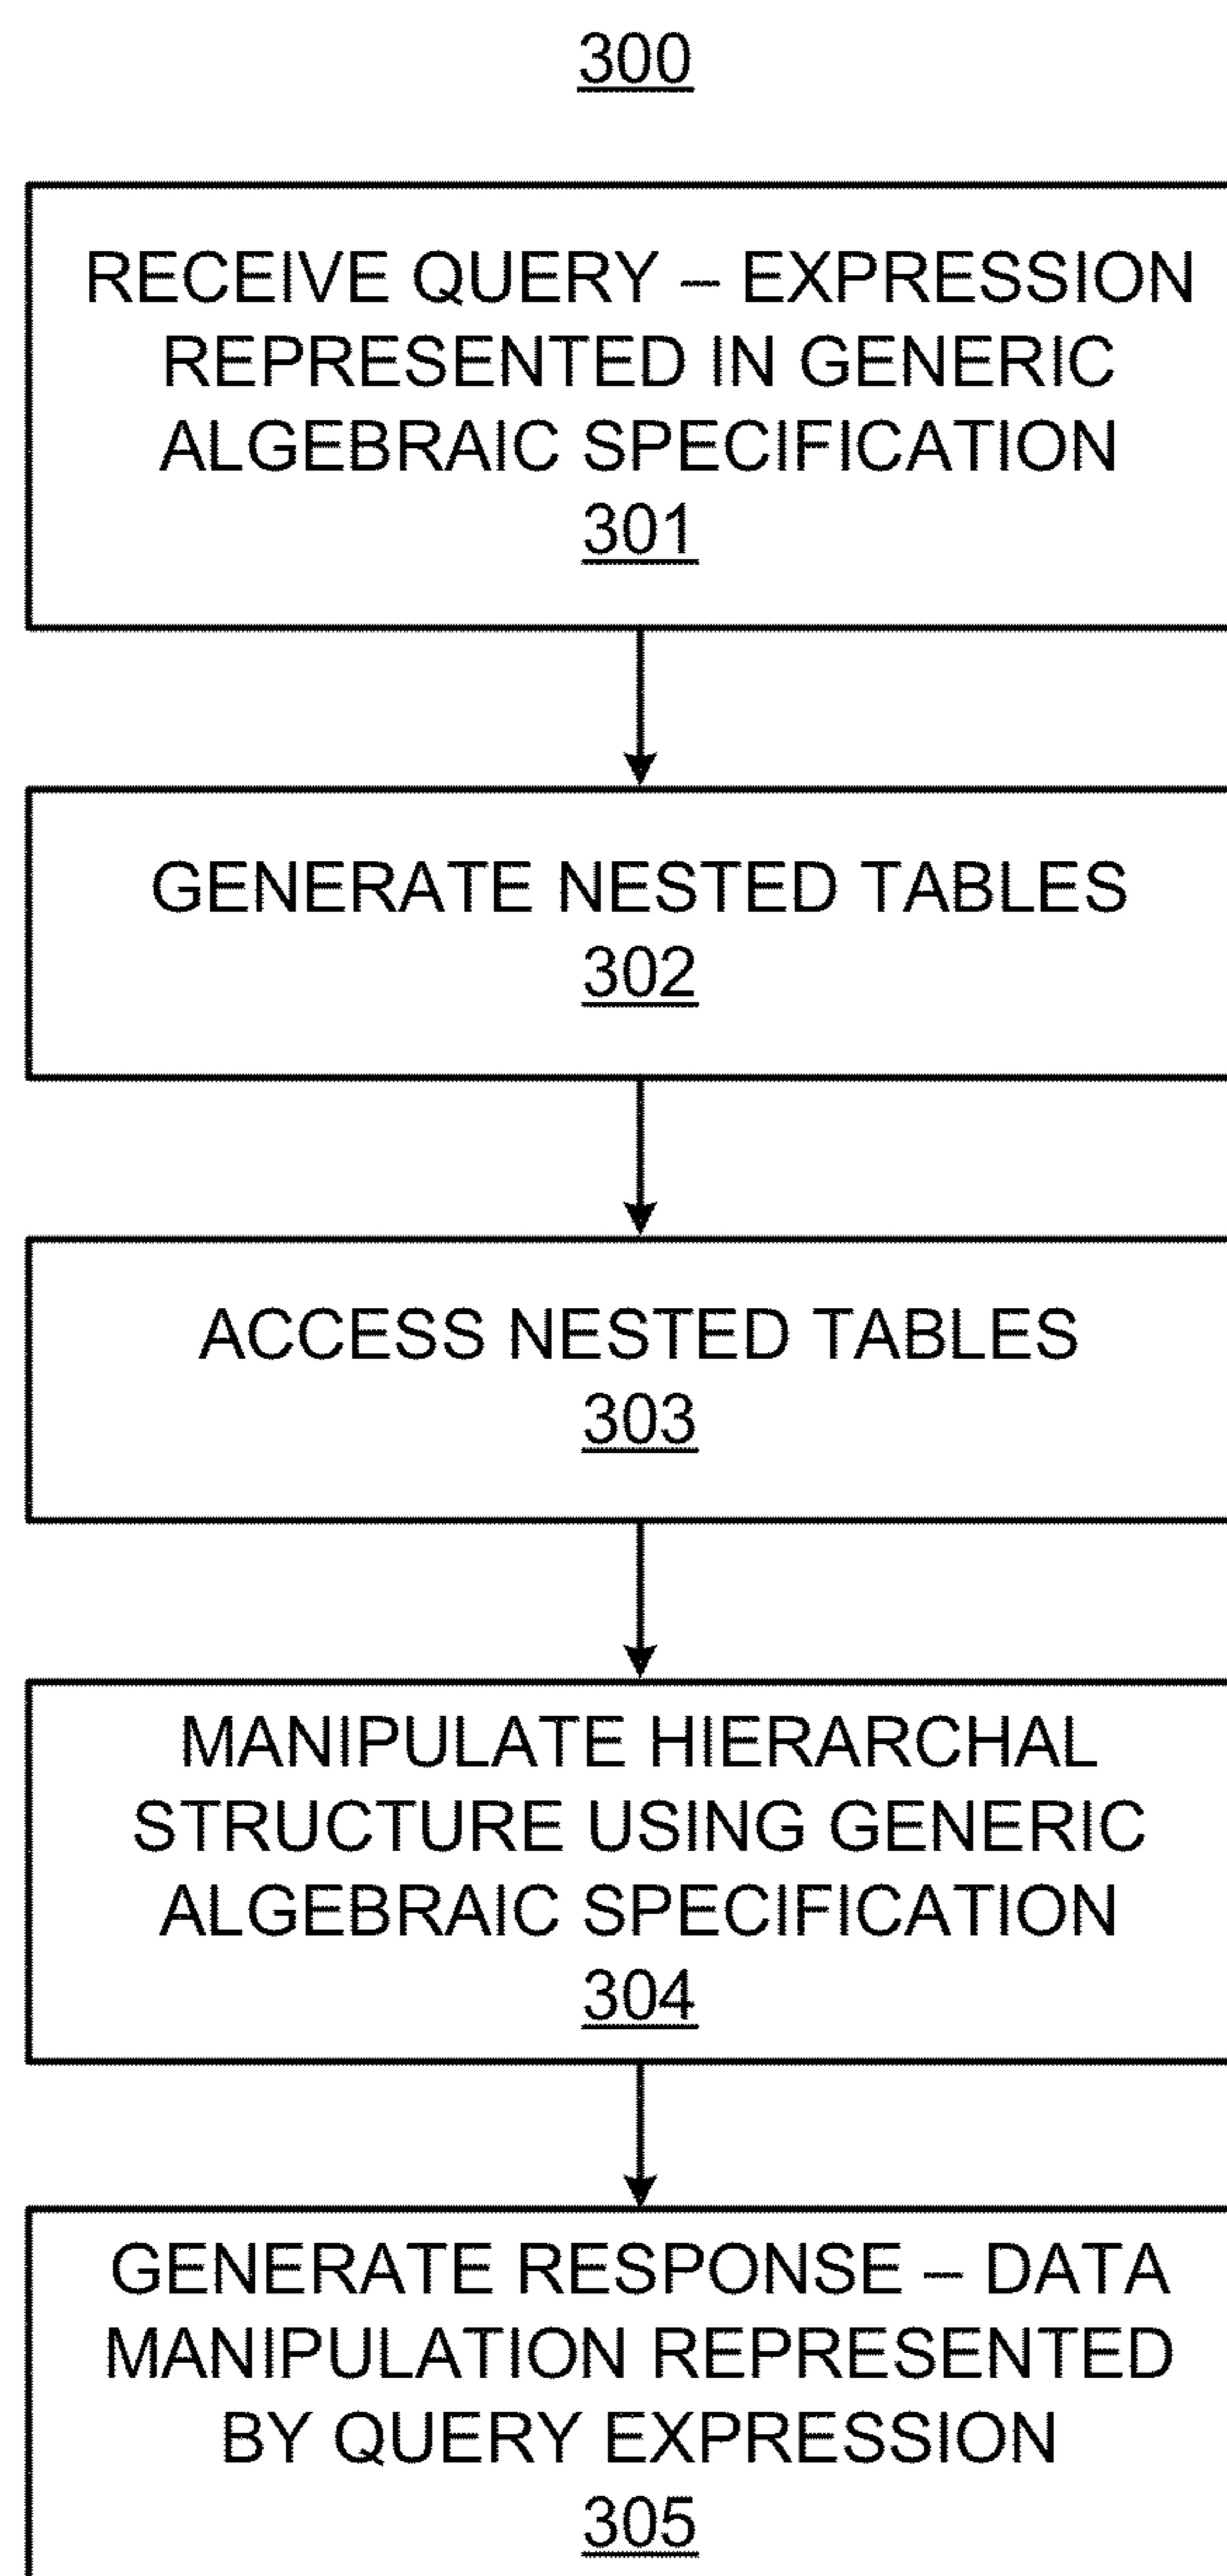 300
RECEIVE QUERY – EXPRESSION
REPRESENTED IN GENERIC
ALGEBRAIC SPECIFICATION
301
GENERATE NESTED TABLES
302
ACCESS NESTED TABLES
303
MANIPULATE HIERARCHAL
STRUCTURE USING GENERIC
ALGEBRAIC SPECIFICATION
304
GENERATE RESPONSE – DATA
MANIPULATION REPRESENTED
BY QUERY EXPRESSION
305